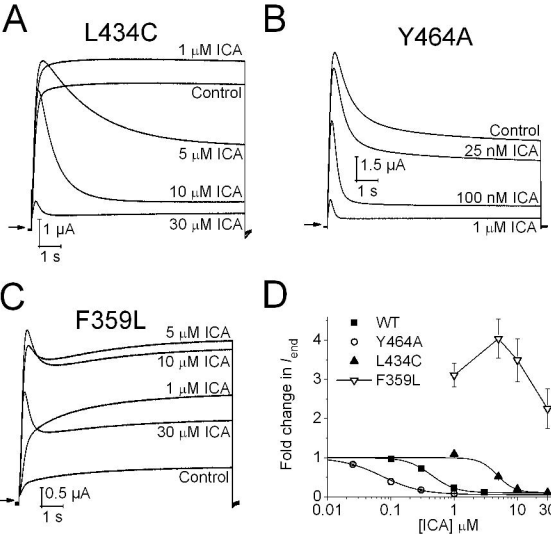 A
L434C
1 μM ICA
Control
5 μM ICA
10 μM ICA
30 μM ICA
1 μA
1 s
B
Y464A
Control
25 nM ICA
1.5 μA
1 s
100 nM ICA
1 μM ICA
C
F359L
5 μM ICA
10 μM ICA
1 μM ICA
30 μM ICA
Control
0.5 μA
1 s
D
WT
Y464A
L434C
F359L
Fold change in Iend
4
3
2
1
0
0.01 0.1 1 10 30
[ICA] μM